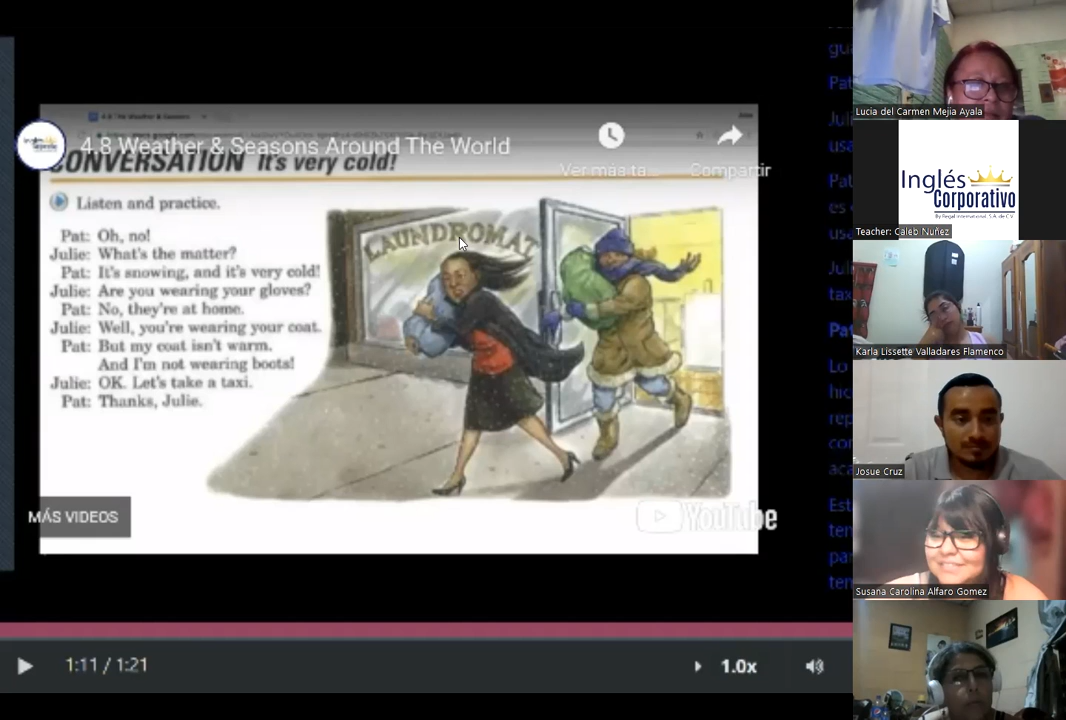 4.8 Weather & Seasons Around The World
Ver más ta...
Compartir
CONVERSATION It's very cold!
Listen and practice.
Pat: Oh, no!
Julie: What's the matter?
Pat: It's snowing, and it's very cold!
Julie: Are you wearing your gloves?
Pat: No, they're at home.
Julie: Well, you're wearing your coat.
Pat: But my coat isn't warm.
And I'm not wearing boots!
Julie: OK. Let's take a taxi.
Pat: Thanks, Julie.
LAUNDROMAT
MÁS VIDEOS
YouTube
1:11 / 1:21
1.0x
Lucia del Carmen Mejia Ayala
Inglés
Corporativo
Teacher: Caleb Nuñez
Karla Lissette Valladares Flamenco
Josue Cruz
Susana Carolina Alfaro Gomez